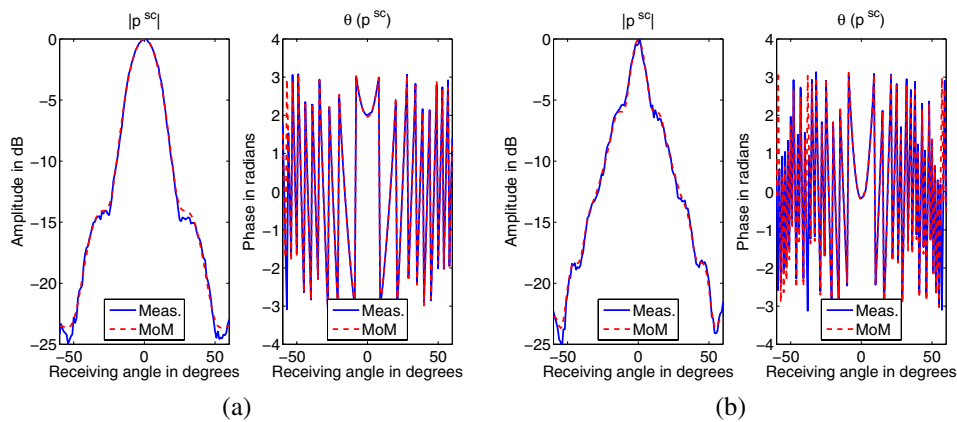 |p sc|
Amplitude in dB
0
−5
−10
−15
−20
−25
−50 0 50
Receiving angle in degrees
Meas.
MoM
θ (p sc)
Phase in radians
4
3
2
1
0
−1
−2
−3
−4
−50 0 50
Receiving angle in degrees
Meas.
MoM
(a)
|p sc|
Amplitude in dB
0
−5
−10
−15
−20
−25
−50 0 50
Receiving angle in degrees
Meas.
MoM
θ (p sc)
Phase in radians
4
3
2
1
0
−1
−2
−3
−4
−50 0 50
Receiving angle in degrees
Meas.
MoM
(b)